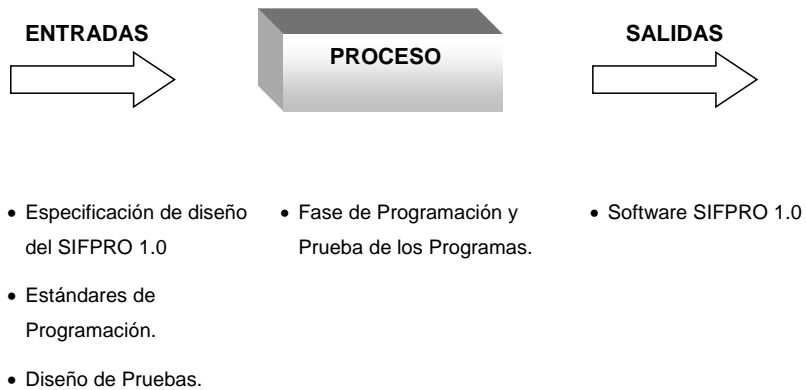 ENTRADAS
PROCESO
SALIDAS
• Especificación de diseño
del SIFPRO 1.0
• Estándares de
Programación.
• Diseño de Pruebas.
• Fase de Programación y
Prueba de los Programas.
• Software SIFPRO 1.0